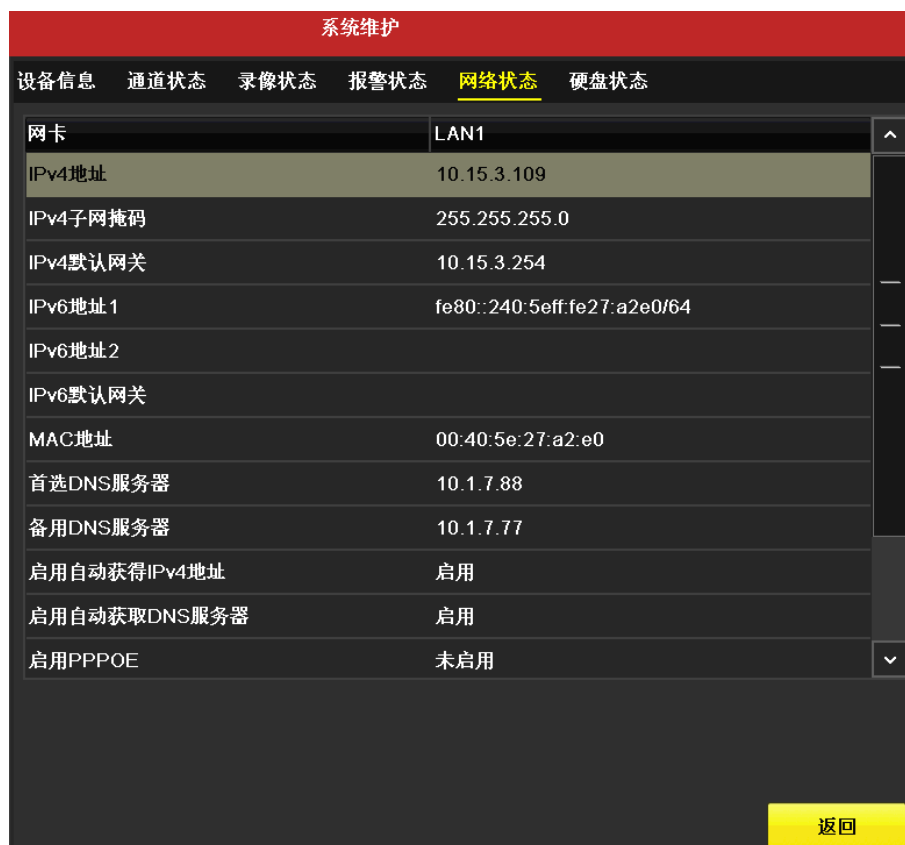 系统维护
设备信息 通道状态 录像状态 报警状态 网络状态 硬盘状态
网卡 LAN1
IPv4地址 10.15.3.109
IPv4子网掩码 255.255.255.0
IPv4默认网关 10.15.3.254
IPv6地址1 fe80::240:5eff:fe27:a2e0/64
IPv6地址2
IPv6默认网关
MAC地址 00:40:5e:27:a2:e0
首选DNS服务器 10.1.7.88
备用DNS服务器 10.1.7.77
启用自动获得IPv4地址 启用
启用自动获取DNS服务器 启用
启用PPPOE 未启用
返回